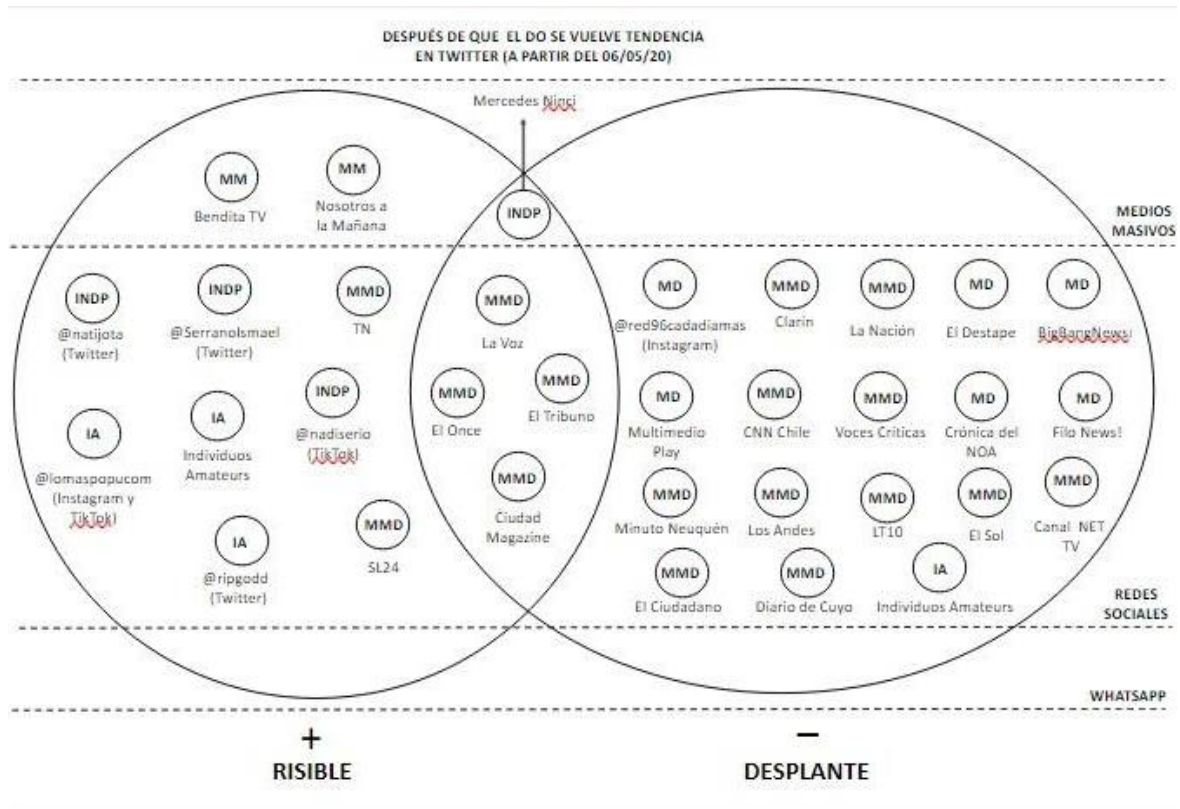 DESPUÉS DE QUE EL DO SE VUELVE TENDENCIA
EN TWITTER (A PARTIR DEL 06/05/20)
Mercedes Ninci
MM
Bendita TV
MM
Nosotros a
la Mañana
INDP
MEDIOS
MASIVOS
INDP
@natijota
(Twitter)
INDP
@SerranoIsmael
(Twitter)
MMD
TN
MMD
La Voz
MD
@red96cadadiamas
(Instagram)
MMD
Clarin
MMD
La Nación
MD
El Destape
MD
BigBangNews!
IA
@lomaspopucom
(Instagram y
TikTok)
IA
Individuos
Amateurs
INDP
@nadiserio
(TikTok)
MMD
El Once
MMD
El Tribuno
MD
Multimedio
Play
MMD
CNN Chile
MMD
Voces Criticas
MD
Crónica del
NOA
MD
Filo News!
IA
@ripgodd
(Twitter)
MMD
SL24
MMD
Ciudad
Magazine
MMD
Minuto Neuquén
MMD
Los Andes
MMD
LT10
MMD
El Sol
MMD
Canal NET
TV
MMD
El Ciudadano
MMD
Diario de Cuyo
IA
Individuos Amateurs
REDES
SOCIALES
WHATSAPP
+
RISIBLE
−
DESPLANTE